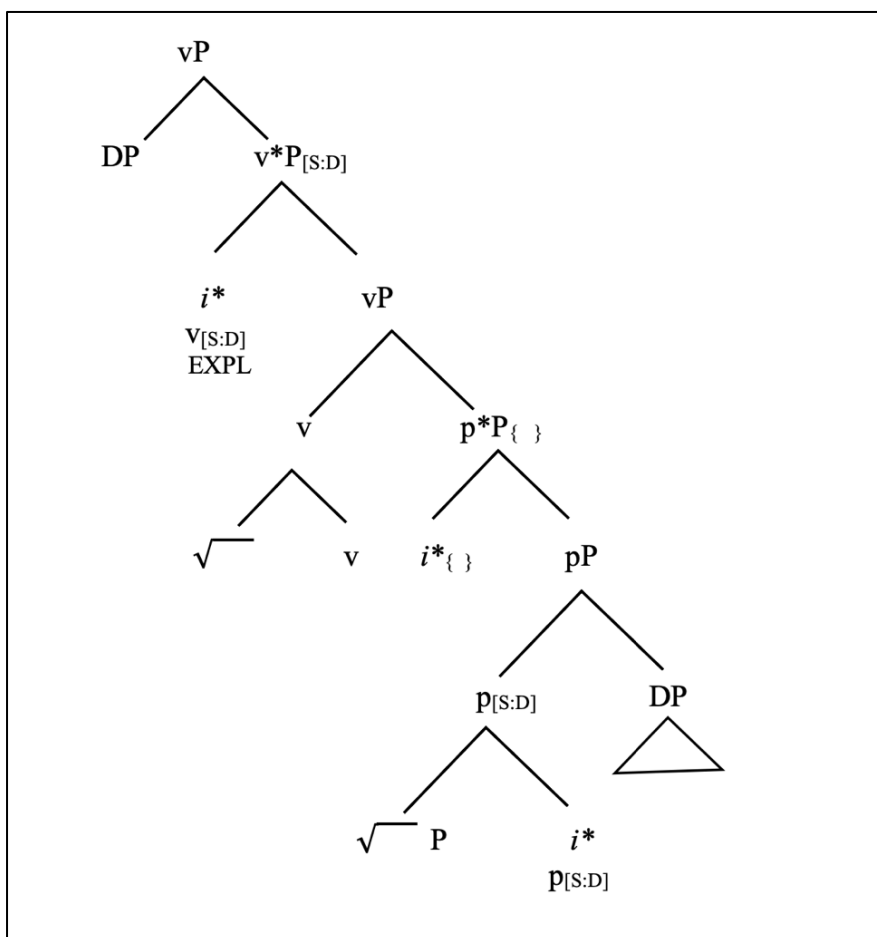 vP
DP v*P[S:D]
i* vP
v[S:D]
EXPL
v p*P{ }
√ v i*{ } pP
p[S:D] DP
√ P i*
p[S:D]